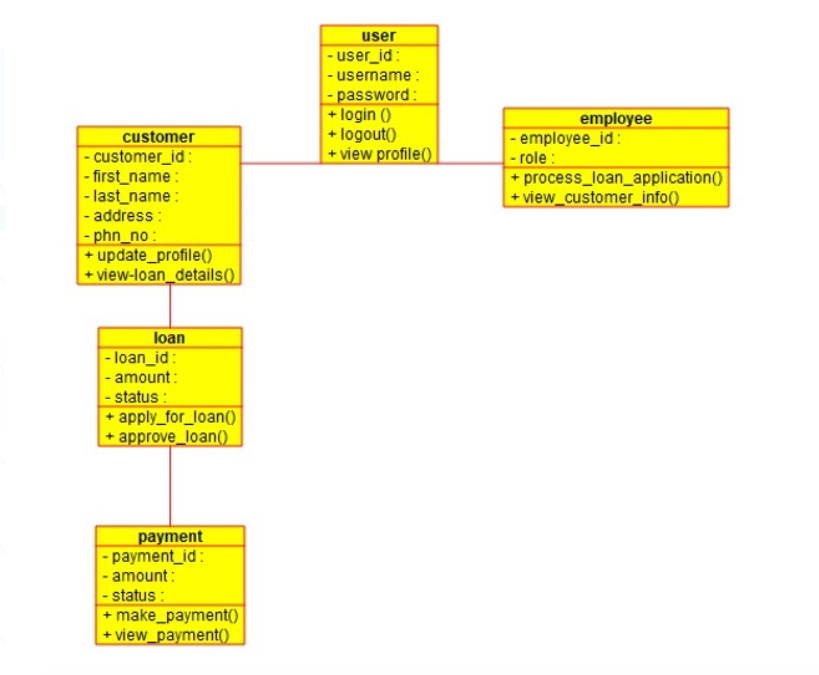 user
- user_id :
- username :
- password :
+ login ()
+ logout()
+ view profile()
employee
- employee_id :
- role :
+ process_loan_application()
+ view_customer_info()
customer
- customer_id :
- first_name :
- last_name :
- address :
- phn_no :
+ update_profile()
+ view-loan_details()
loan
- loan_id :
- amount :
- status :
+ apply_for_loan()
+ approve_loan()
payment
- payment_id :
- amount :
- status :
+ make_payment()
+ view_payment()